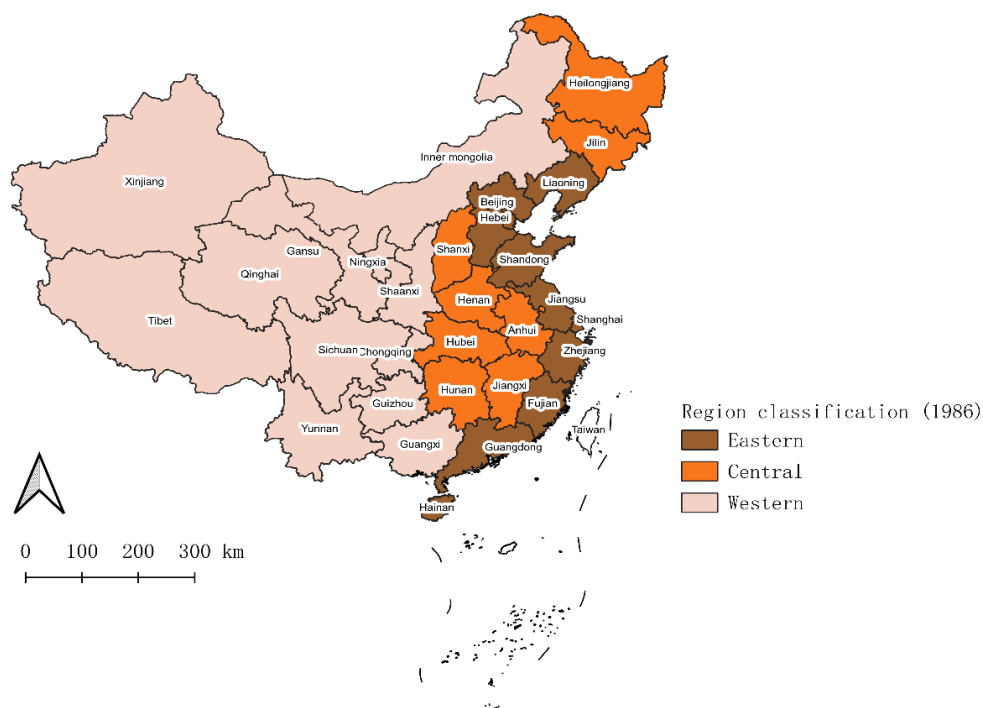 Heilongjiang
Jilin
Inner mongolia
Liaoning
Xinjiang
Beijing
Hebei
Shanxi
Gansu
Ningxia
Shandong
Qinghai
Shaanxi
Henan
Jiangsu
Tibet
Shanghai
Anhui
Hubei
Sichuan
Chongqing
Zhejiang
Hunan
Jiangxi
Guizhou
Fujian
Yunnan
Guangxi
Guangdong
Taiwan
Hainan
Region classification (1986)
Eastern
Central
Western
0 100 200 300 km